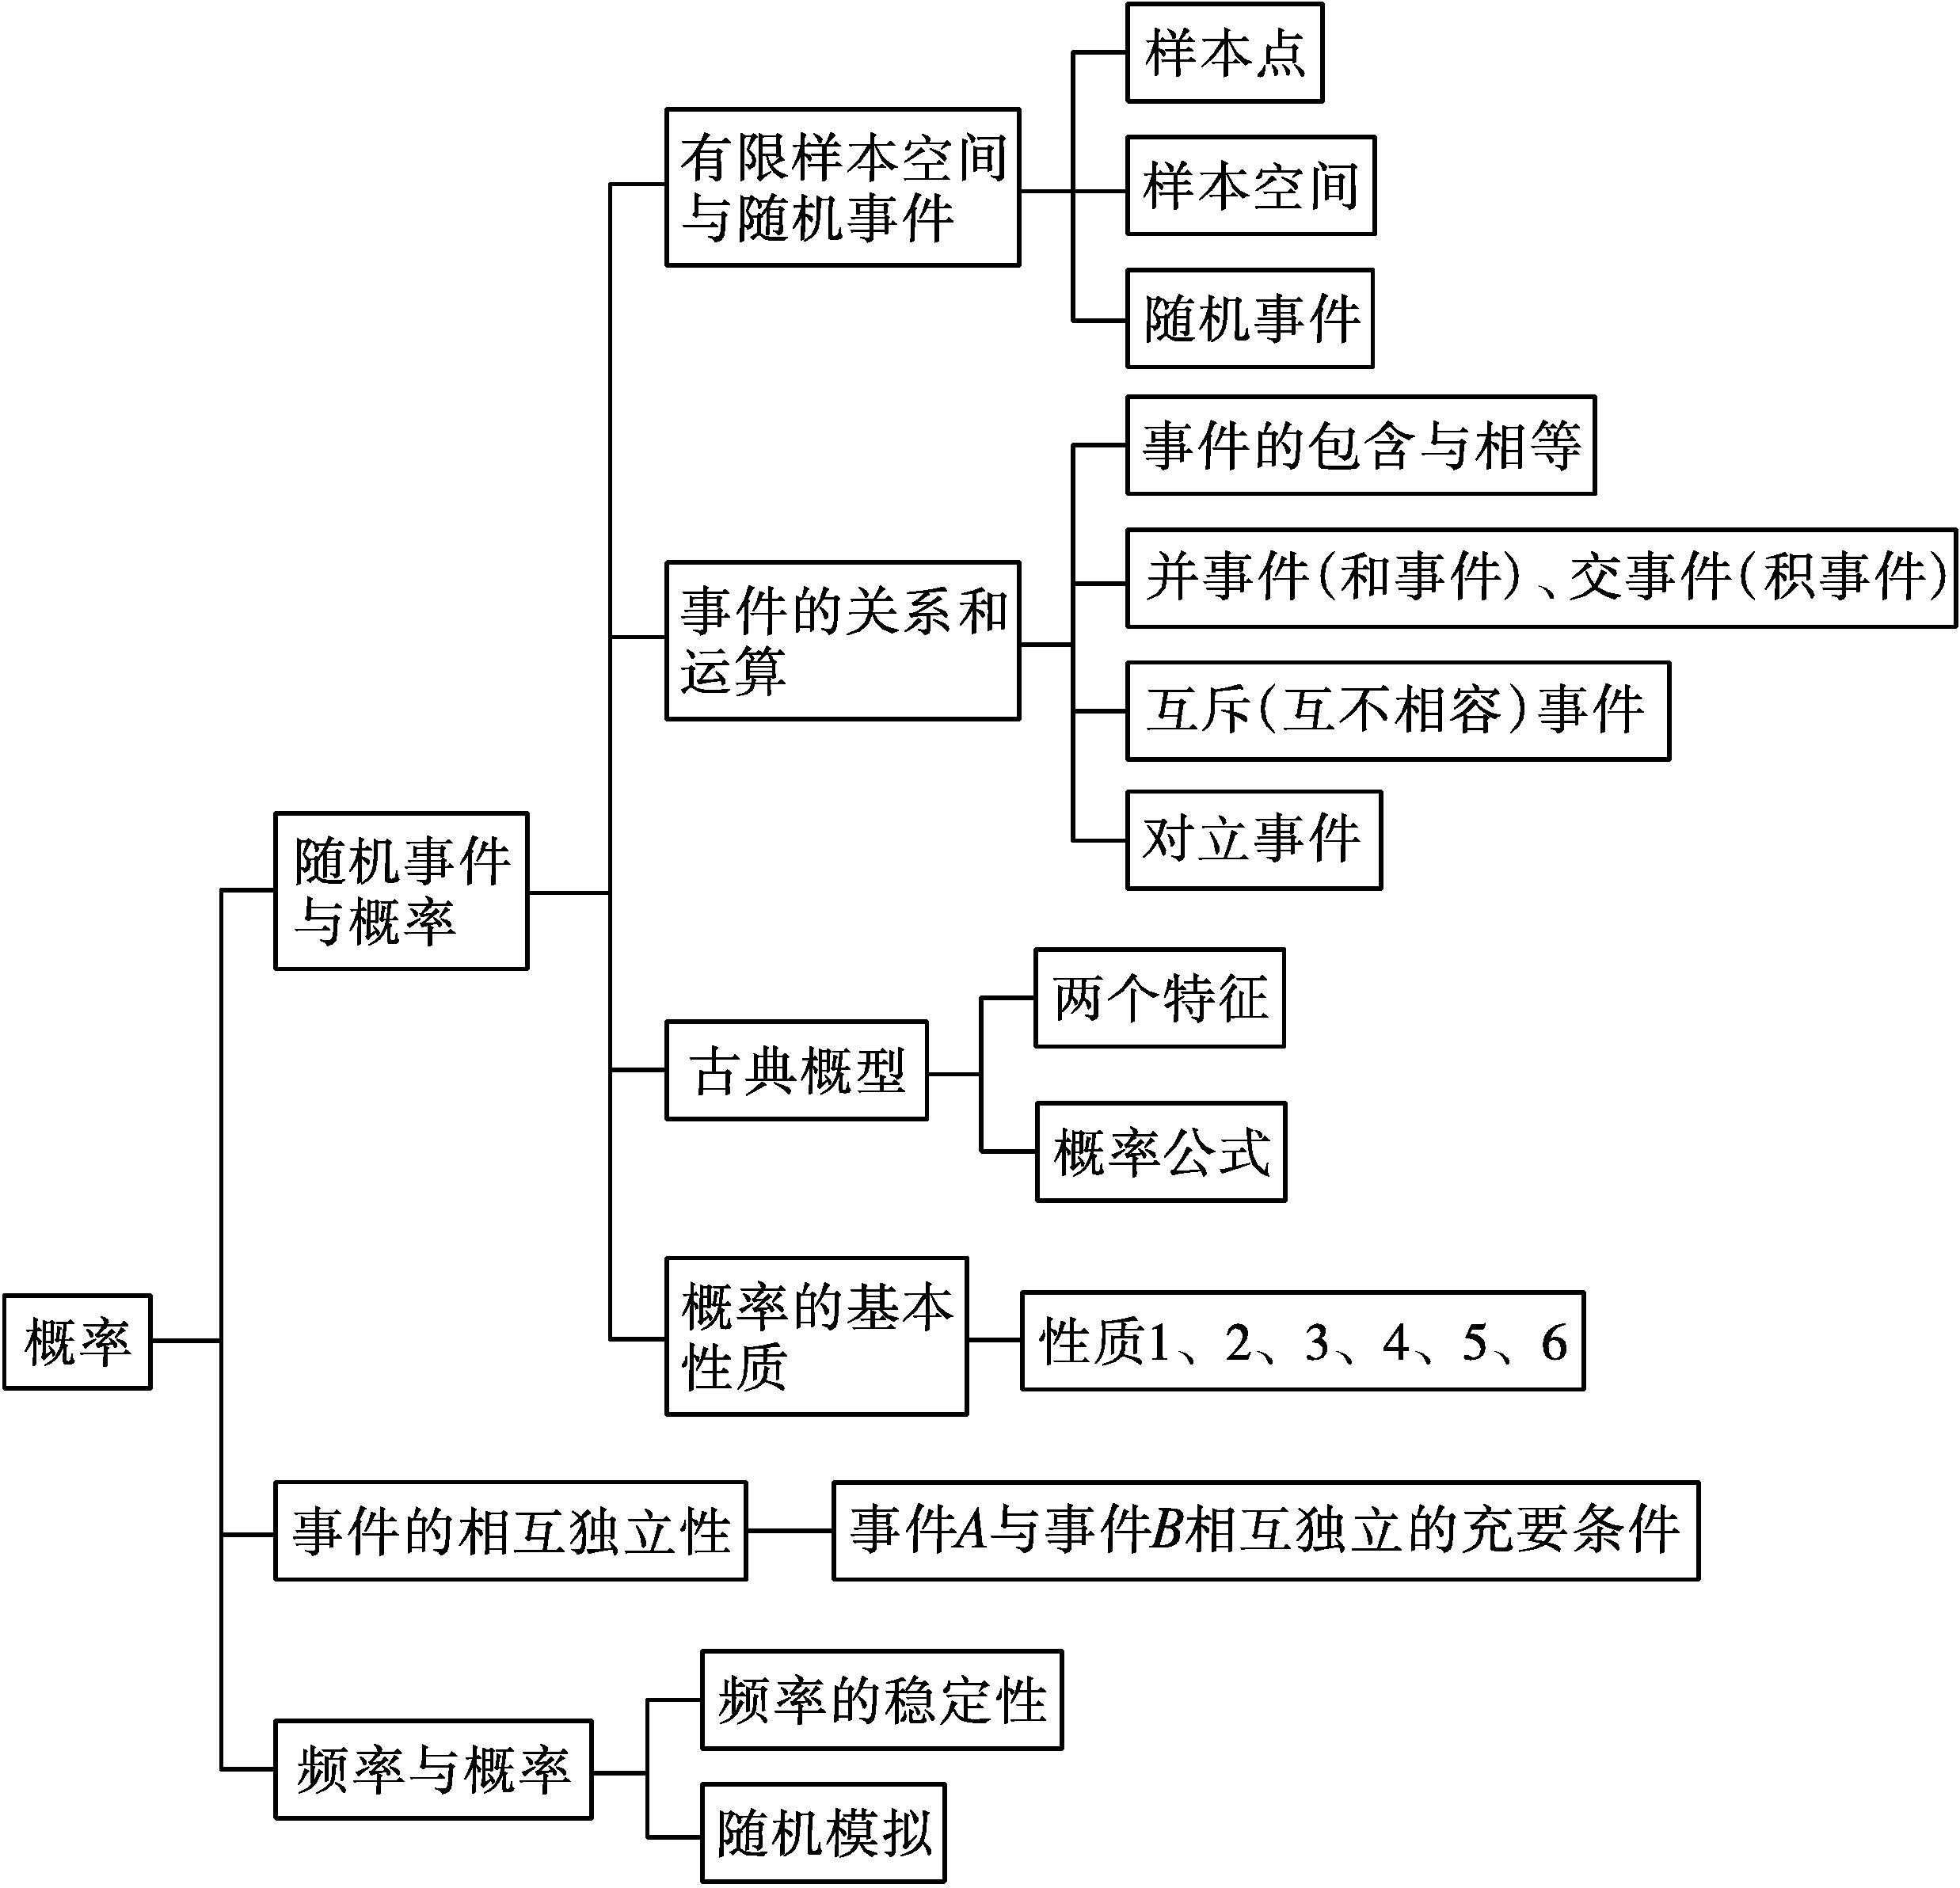 样本点
有限样本空间
与随机事件
样本空间
随机事件
事件的包含与相等
并事件(和事件)、交事件(积事件)
事件的关系和
运算
互斥(互不相容)事件
对立事件
随机事件
与概率
两个特征
古典概型
概率公式
概率的基本
性质
性质1、2、3、4、5、6
概率
事件的相互独立性
事件A与事件B相互独立的充要条件
频率的稳定性
频率与概率
随机模拟